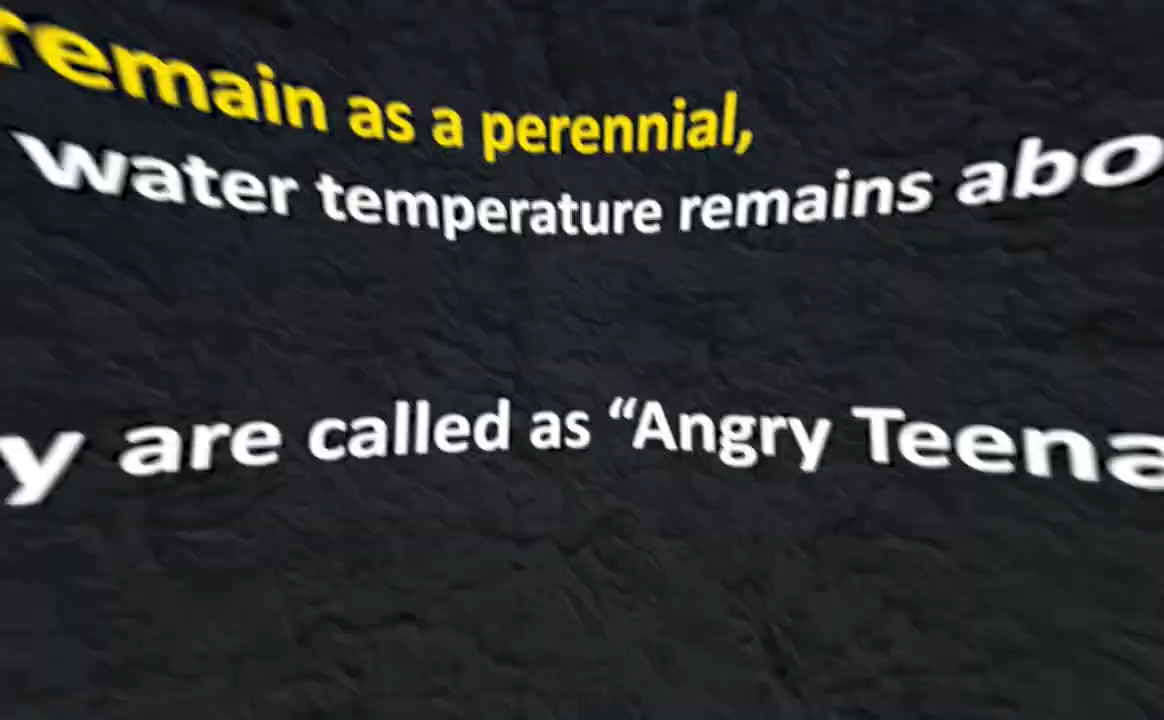 remain as a perennial,
water temperature remains abo
y are called as “Angry Teena